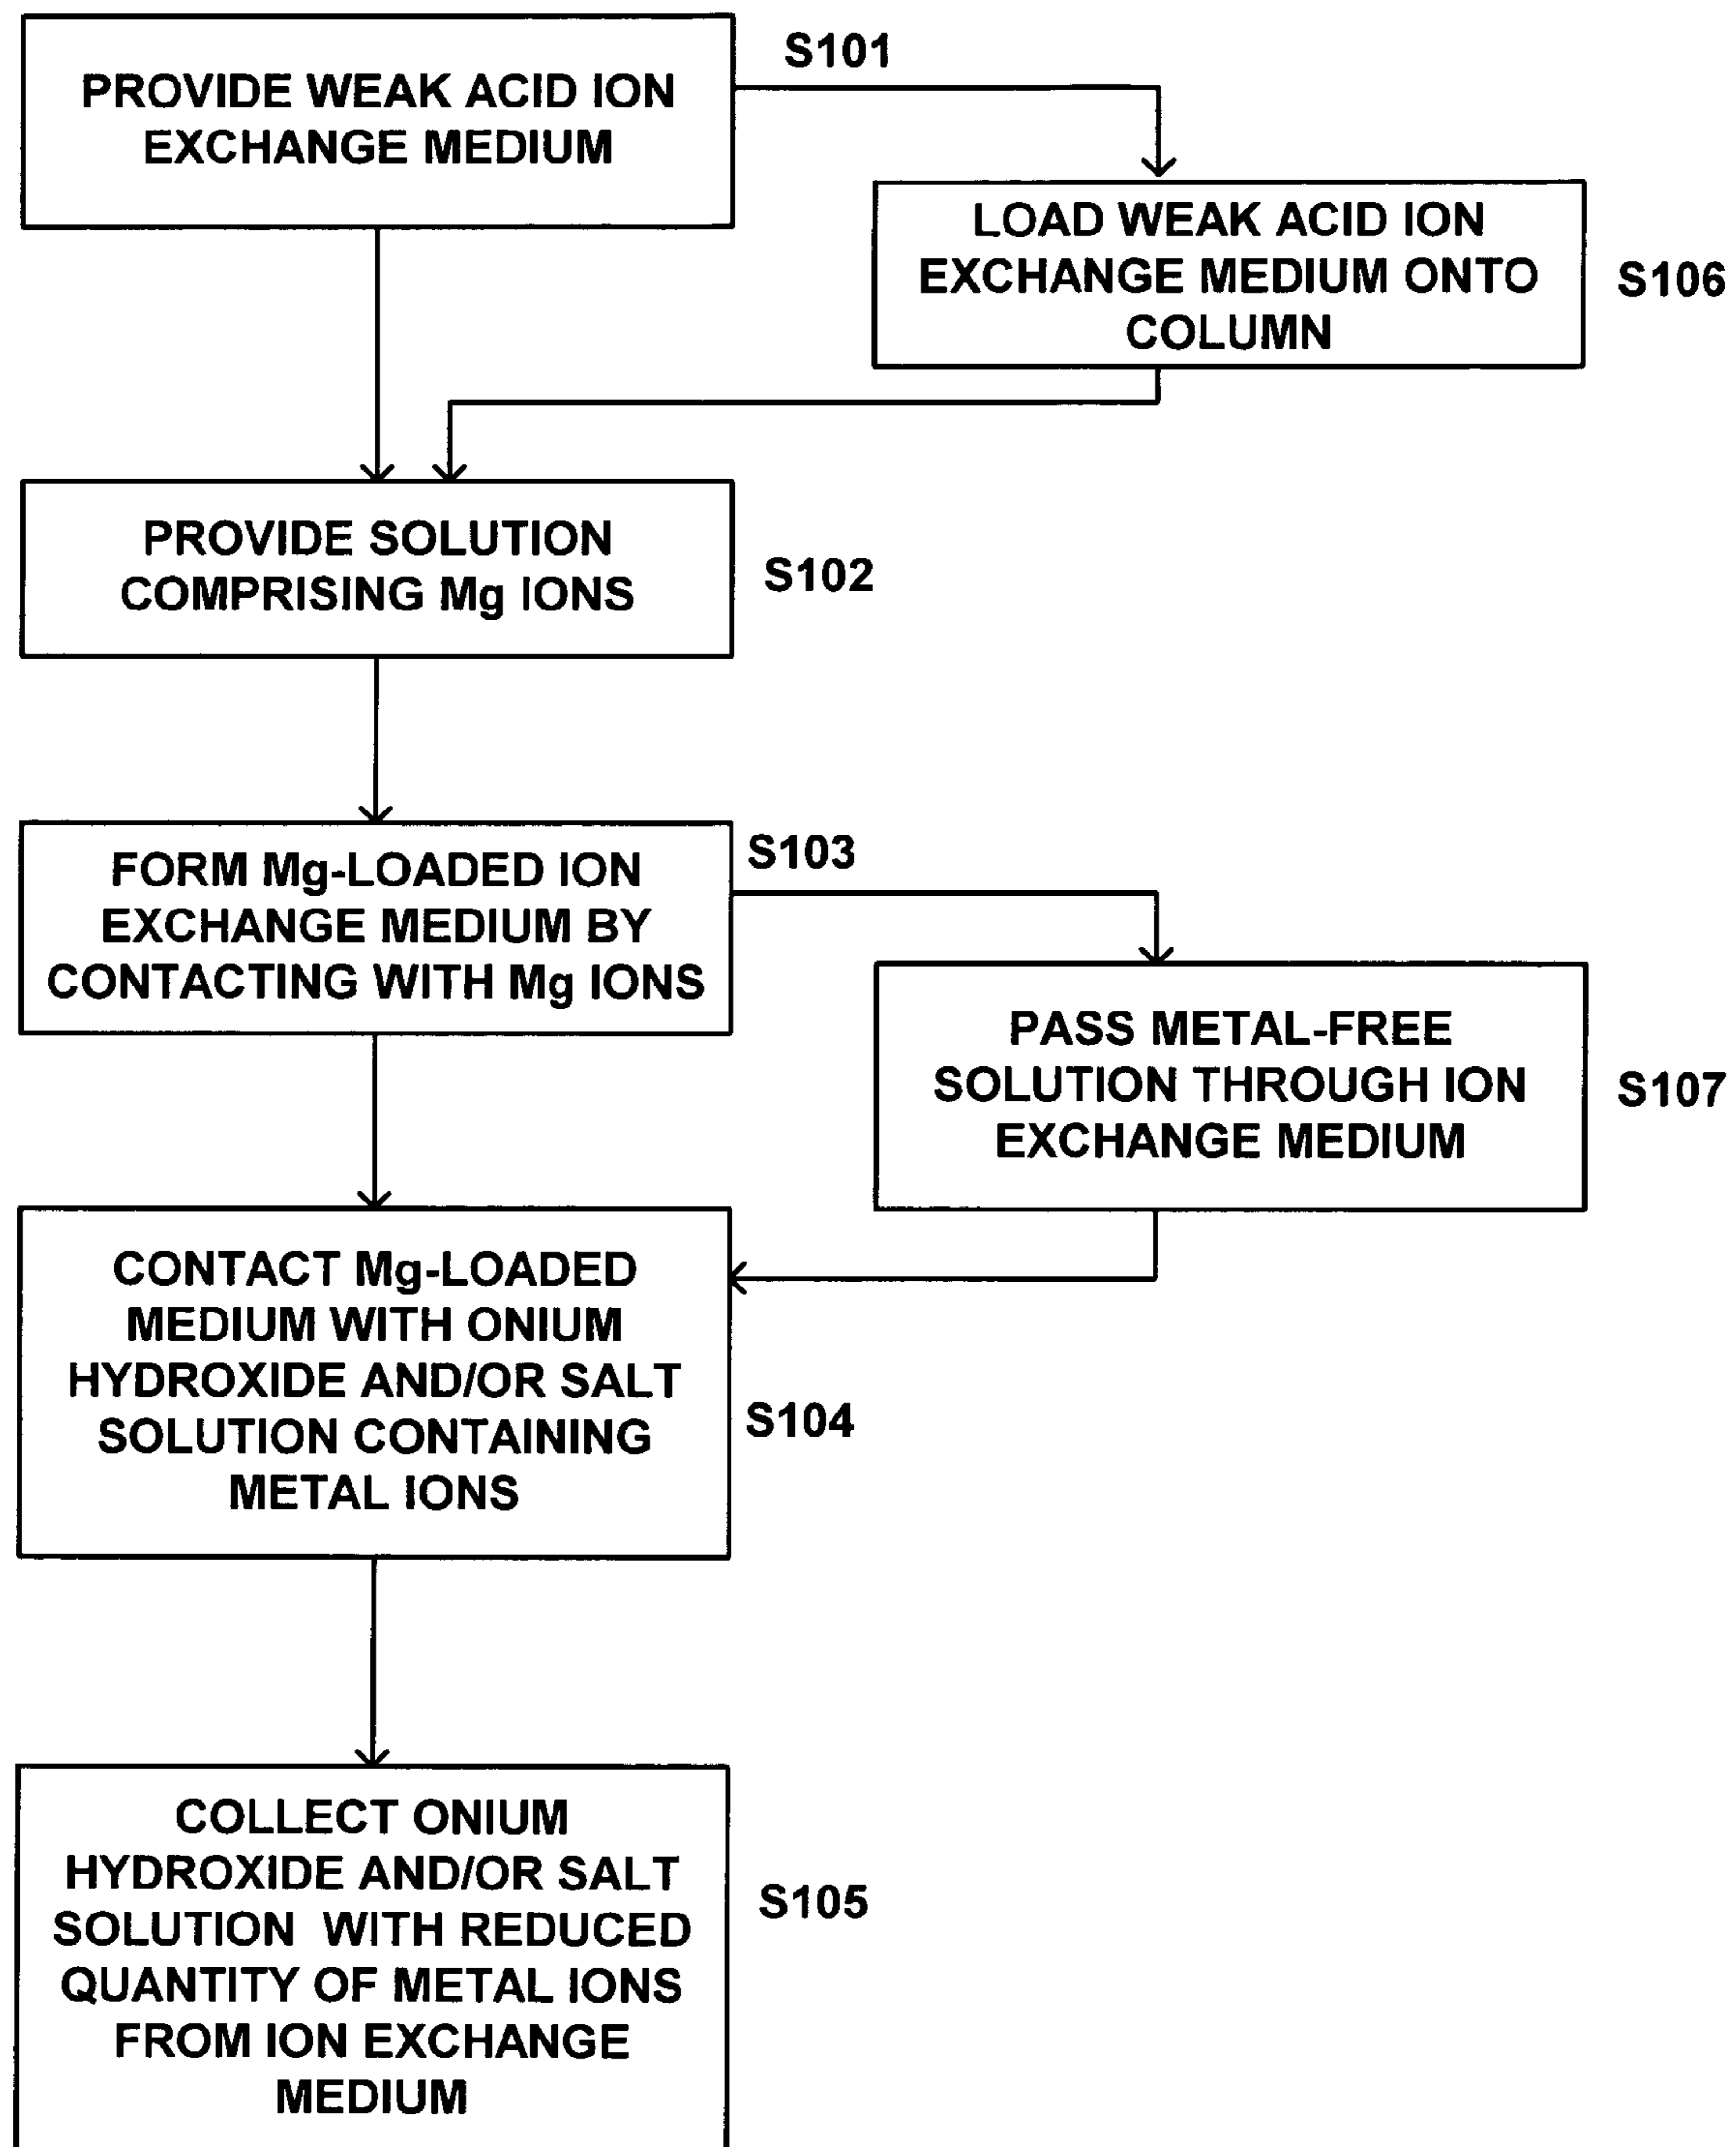 PROVIDE WEAK ACID ION
EXCHANGE MEDIUM
S101
LOAD WEAK ACID ION
EXCHANGE MEDIUM ONTO
COLUMN
S106
PROVIDE SOLUTION
COMPRISING Mg IONS
S102
FORM Mg-LOADED ION
EXCHANGE MEDIUM BY
CONTACTING WITH Mg IONS
S103
PASS METAL-FREE
SOLUTION THROUGH ION
EXCHANGE MEDIUM
S107
CONTACT Mg-LOADED
MEDIUM WITH ONIUM
HYDROXIDE AND/OR SALT
SOLUTION CONTAINING
METAL IONS
S104
COLLECT ONIUM
HYDROXIDE AND/OR SALT
SOLUTION WITH REDUCED
QUANTITY OF METAL IONS
FROM ION EXCHANGE
MEDIUM
S105